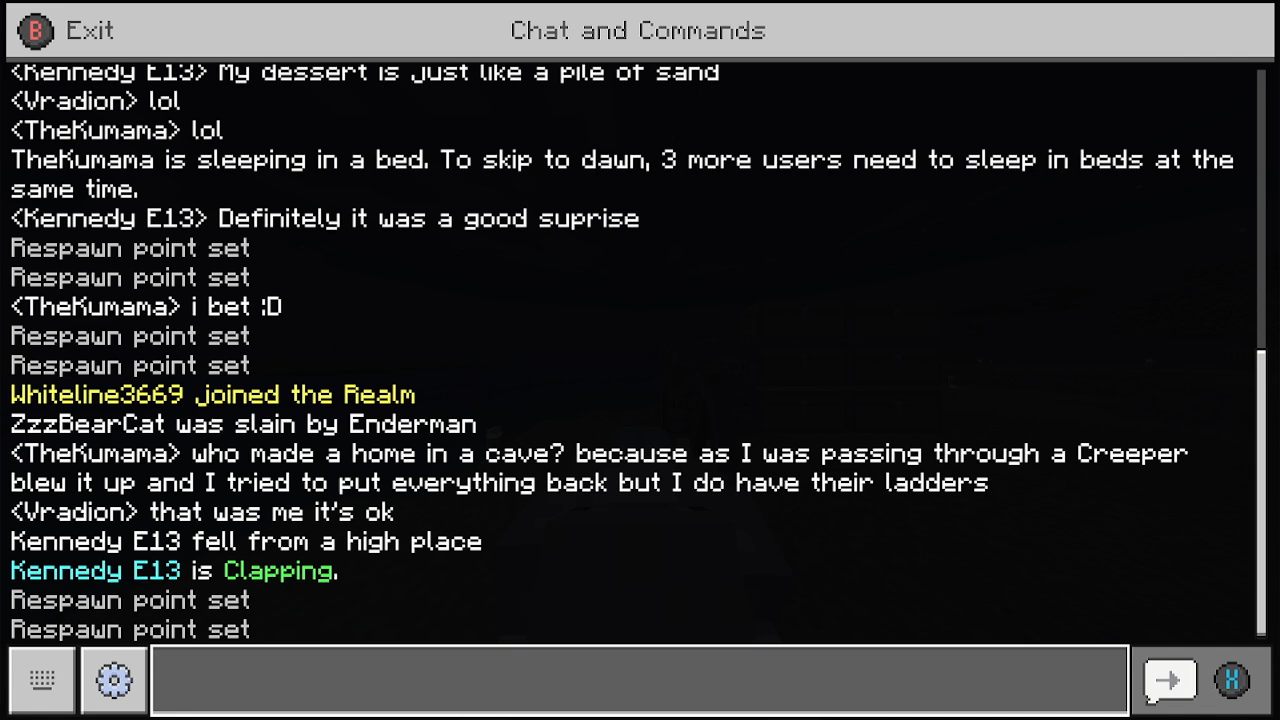 B Exit
Chat and Commands
<Kennedy E13> My dessert is just like a pile of sand
<Vradion> lol
<TheKumama> lol
TheKumama is sleeping in a bed. To skip to dawn, 3 more users need to sleep in beds at the
same time.
<Kennedy E13> Definitely it was a good suprise
Respawn point set
Respawn point set
<TheKumama> i bet :D
Respawn point set
Respawn point set
Whiteline3669 joined the Realm
ZzzBearCat was slain by Enderman
<TheKumama> who made a home in a cave? because as I was passing through a Creeper
blew it up and I tried to put everything back but I do have their ladders
<Vradion> that was me it's ok
Kennedy E13 fell from a high place
Kennedy E13 is Clapping.
Respawn point set
Respawn point set
X